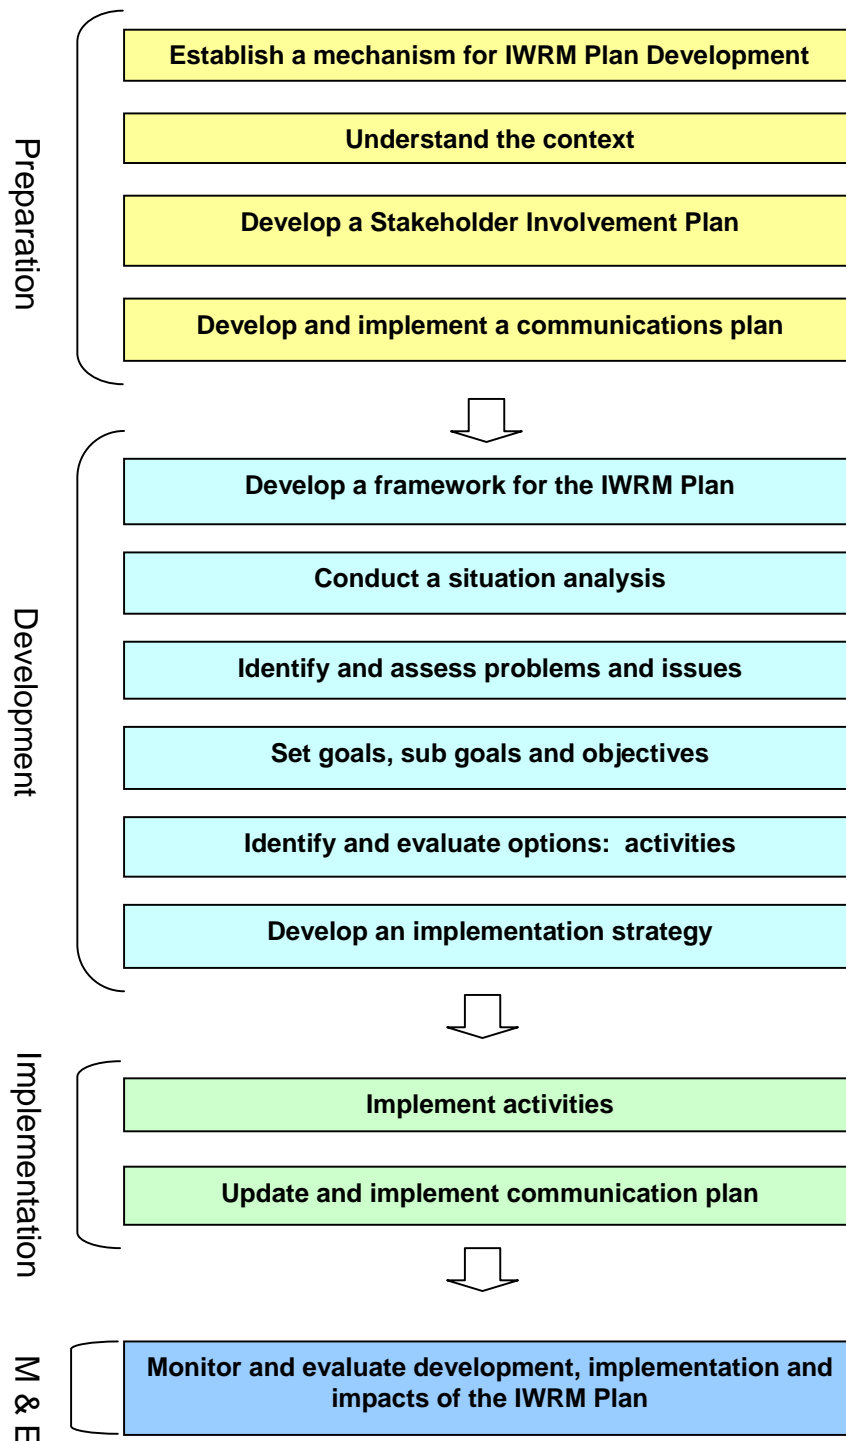 Preparation
Establish a mechanism for IWRM Plan Development
Understand the context
Develop a Stakeholder Involvement Plan
Develop and implement a communications plan
Development
Develop a framework for the IWRM Plan
Conduct a situation analysis
Identify and assess problems and issues
Set goals, sub goals and objectives
Identify and evaluate options:  activities
Develop an implementation strategy
Implementation
Implement activities
Update and implement communication plan
M & E
Monitor and evaluate development, implementation and
impacts of the IWRM Plan